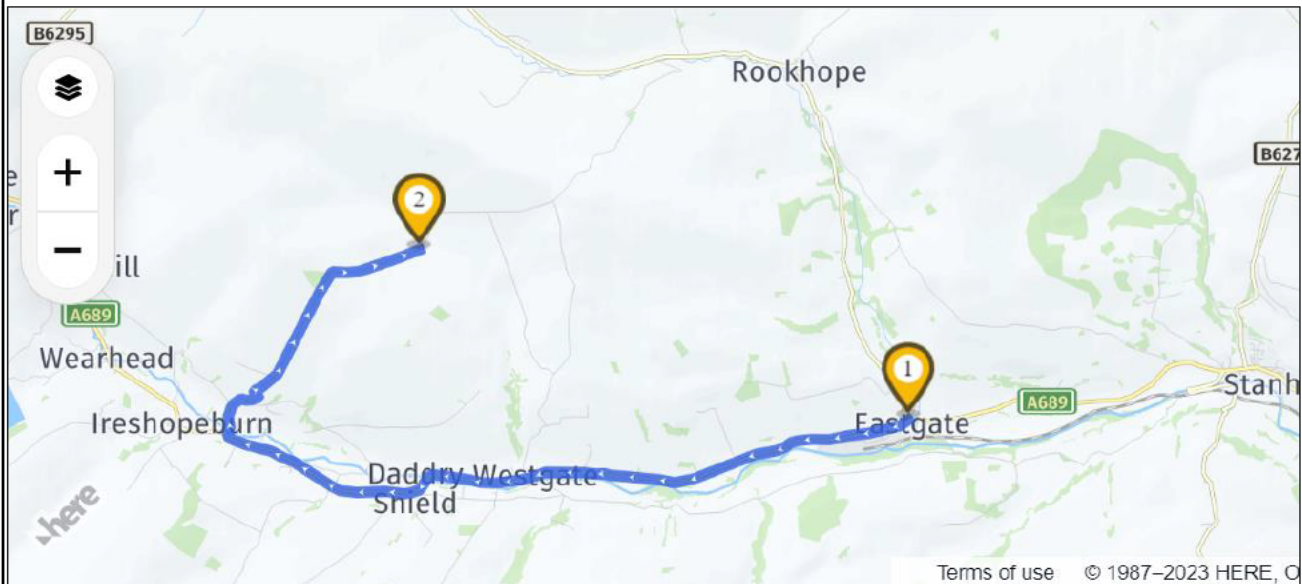 B6295
Rookhope
B627
2
e
r
ill
A689
Wearhead
1
Stanh
A689
Ireshopeburn
Eastgate
Daddry Westgate
Shield
here
Terms of use © 1987–2023 HERE, O